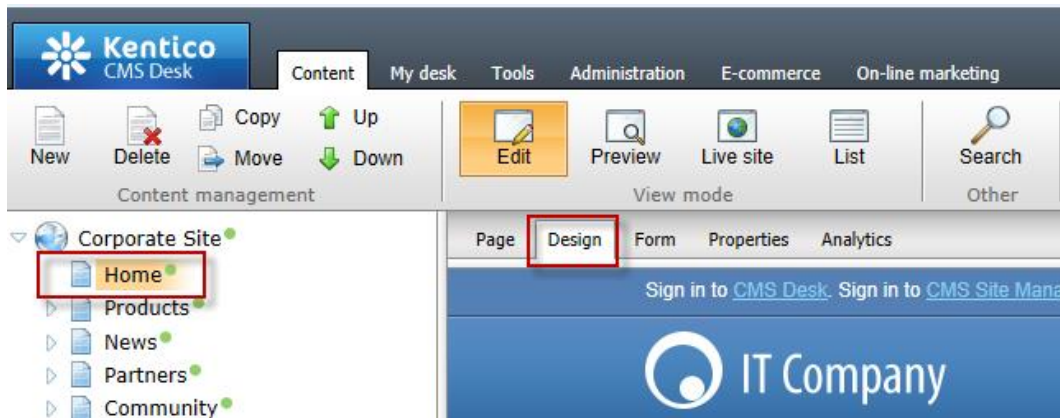 Kentico
CMS Desk
Content My desk Tools Administration E-commerce On-line marketing
Copy Up
New Delete Move Down Edit Preview Live site List Search
Content management View mode Other
Corporate Site Page Design Form Properties Analytics
Home
Sign in to CMS Desk. Sign in to CMS Site
Products
News
Partners
IT Company
Community